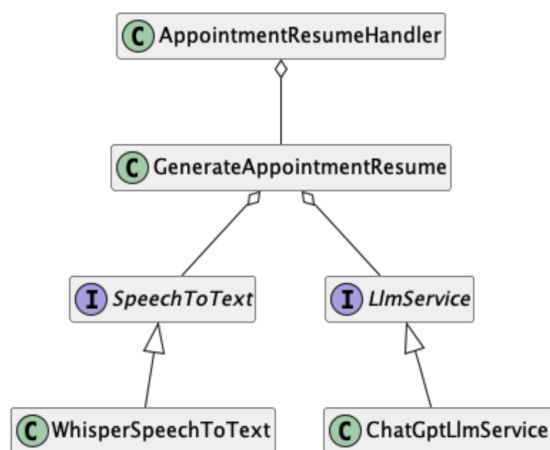 C AppointmentResumeHandler
C GenerateAppointmentResume
I SpeechToText
I LlmService
C WhisperSpeechToText
C ChatGptLlmService